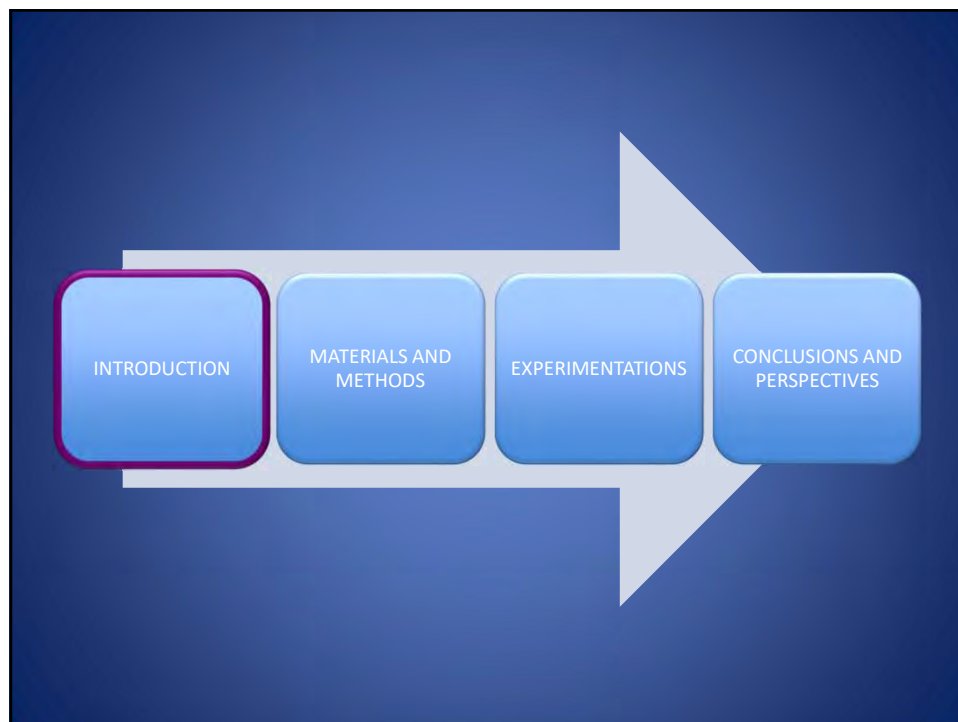 INTRODUCTION
MATERIALS AND
METHODS
EXPERIMENTATIONS
CONCLUSIONS AND
PERSPECTIVES